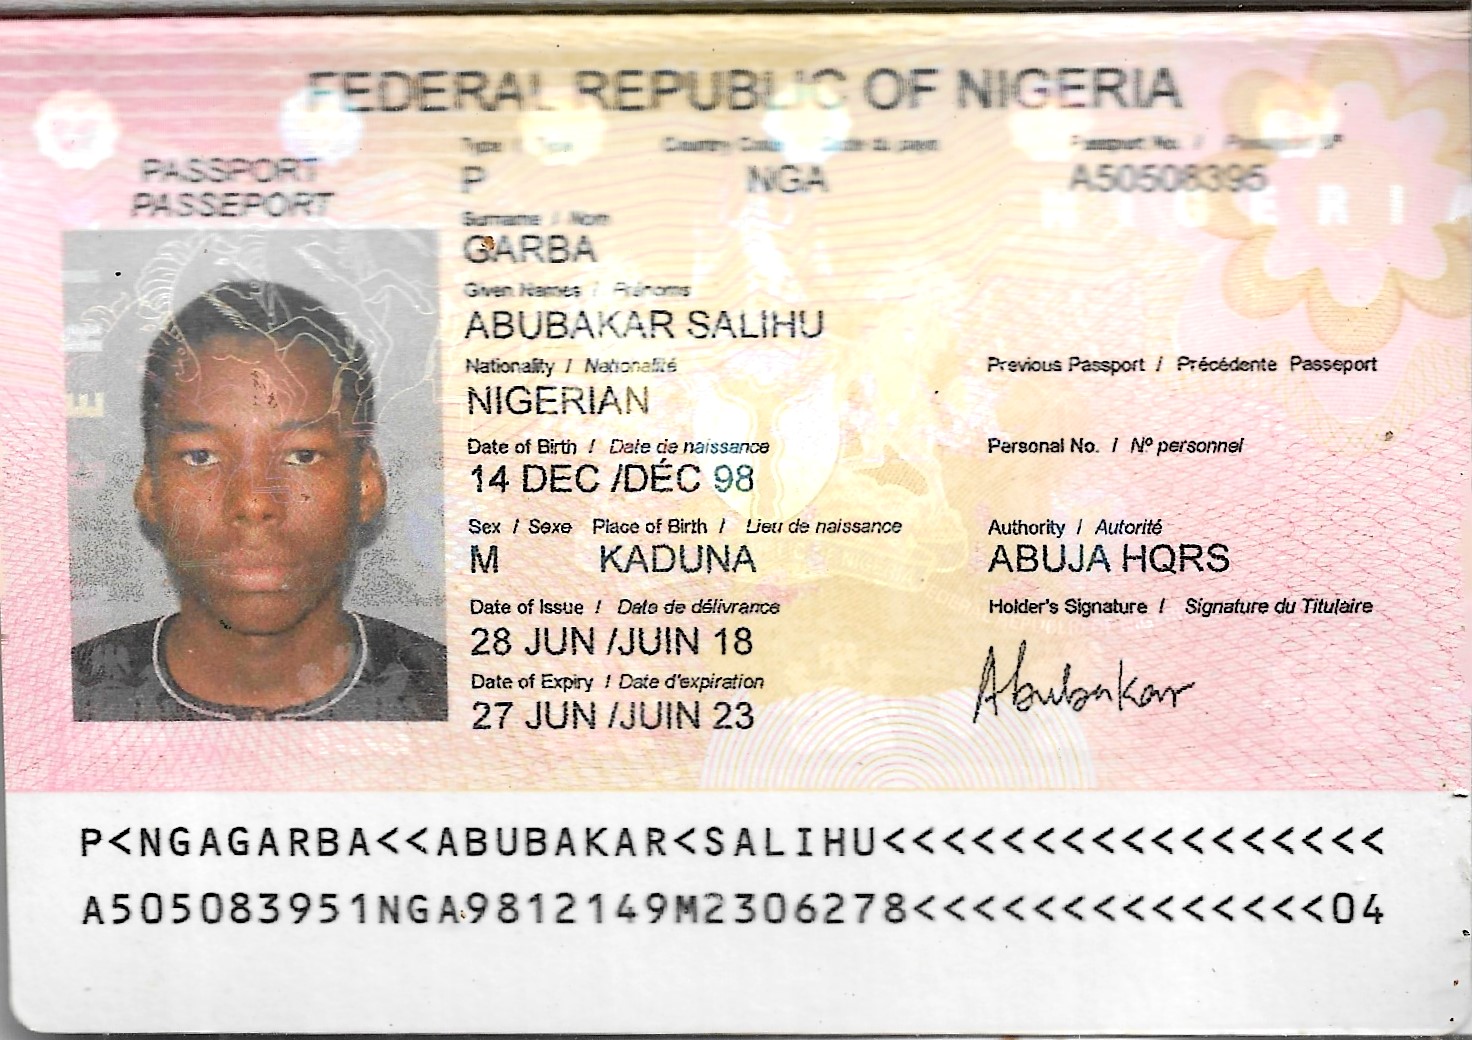 FEDERAL REPUBLIC OF NIGERIA
PASSPORT
PASSEPORT
Type / Type
Country Code / Code du pays
Passport No. / Passeport Nº
P
NGA
A50508395
NIGERIA
Surname / Nom
GARBA
Given Names / Prénoms
ABUBAKAR SALIHU
Nationality / Nationalité
NIGERIAN
Previous Passport / Précédente Passeport
Date of Birth / Date de naissance
14 DEC /DÉC 98
Personal No. / Nº personnel
Sex / Sexe Place of Birth / Lieu de naissance
M KADUNA
Authority / Autorité
ABUJA HQRS
Date of Issue / Date de délivrance
28 JUN /JUIN 18
Holder's Signature / Signature du Titulaire
Abubakar
Date of Expiry / Date d'expiration
27 JUN /JUIN 23
P<NGAGARBA<<ABUBAKAR<SALIHU<<<<<<<<<<<<<<<<<
A505083951NGA9812149M2306278<<<<<<<<<<<<<<04